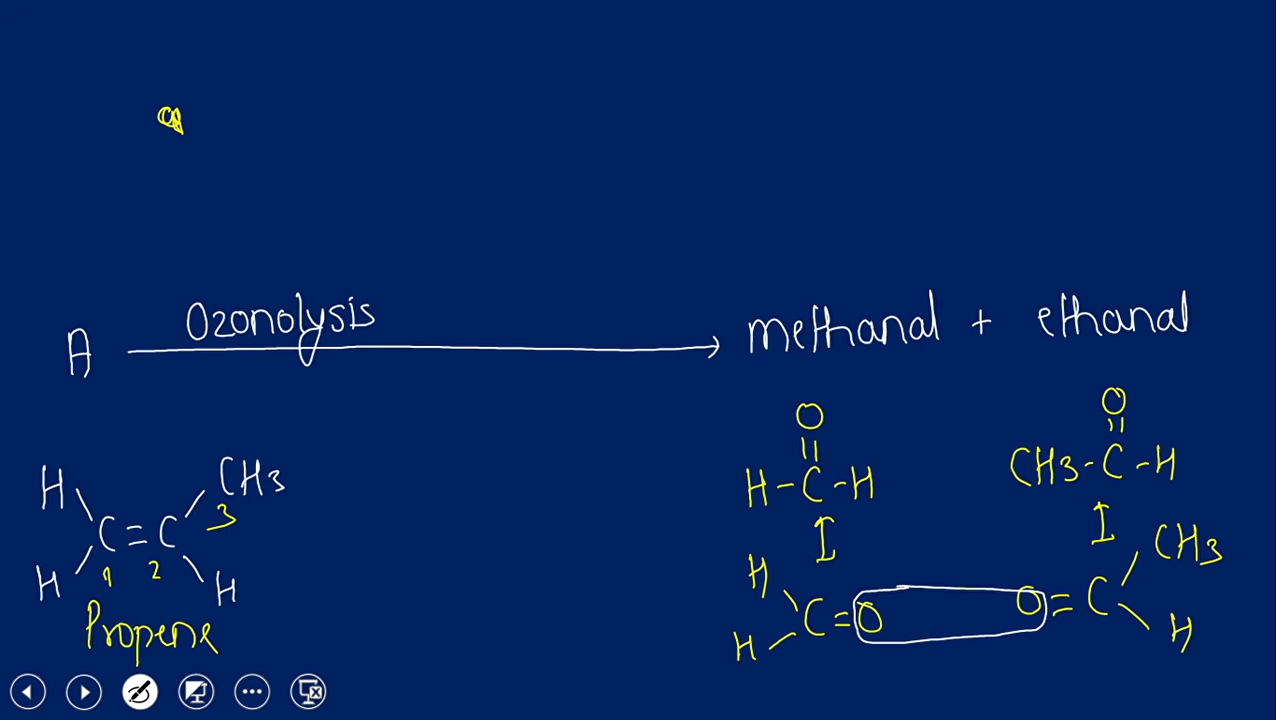 A Ozonolysis methanal + ethanal
O O
|| ||
H-C-H CH3-C-H
H CH3
C=C
3
H H
1 2
Propene
H CH3
C=O O=C
H H